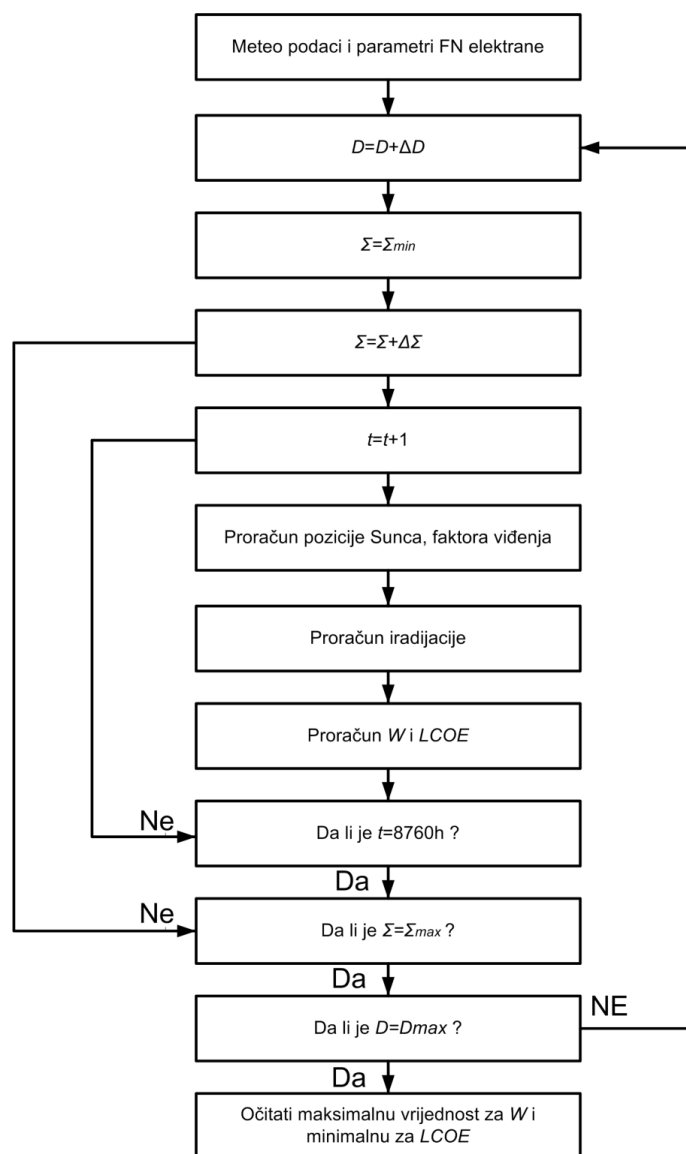 Meteo podaci i parametri FN elektrane
D=D+ΔD
Σ=Σmin
Σ=Σ+ΔΣ
t=t+1
Proračun pozicije Sunca, faktora viđenja
Proračun iradijacije
Proračun W i LCOE
Ne
Da li je t=8760h ?
Da
Ne
Da li je Σ=Σmax ?
Da
Da li je D=Dmax ?
NE
Da
Očitati maksimalnu vrijednost za W i
minimalnu za LCOE